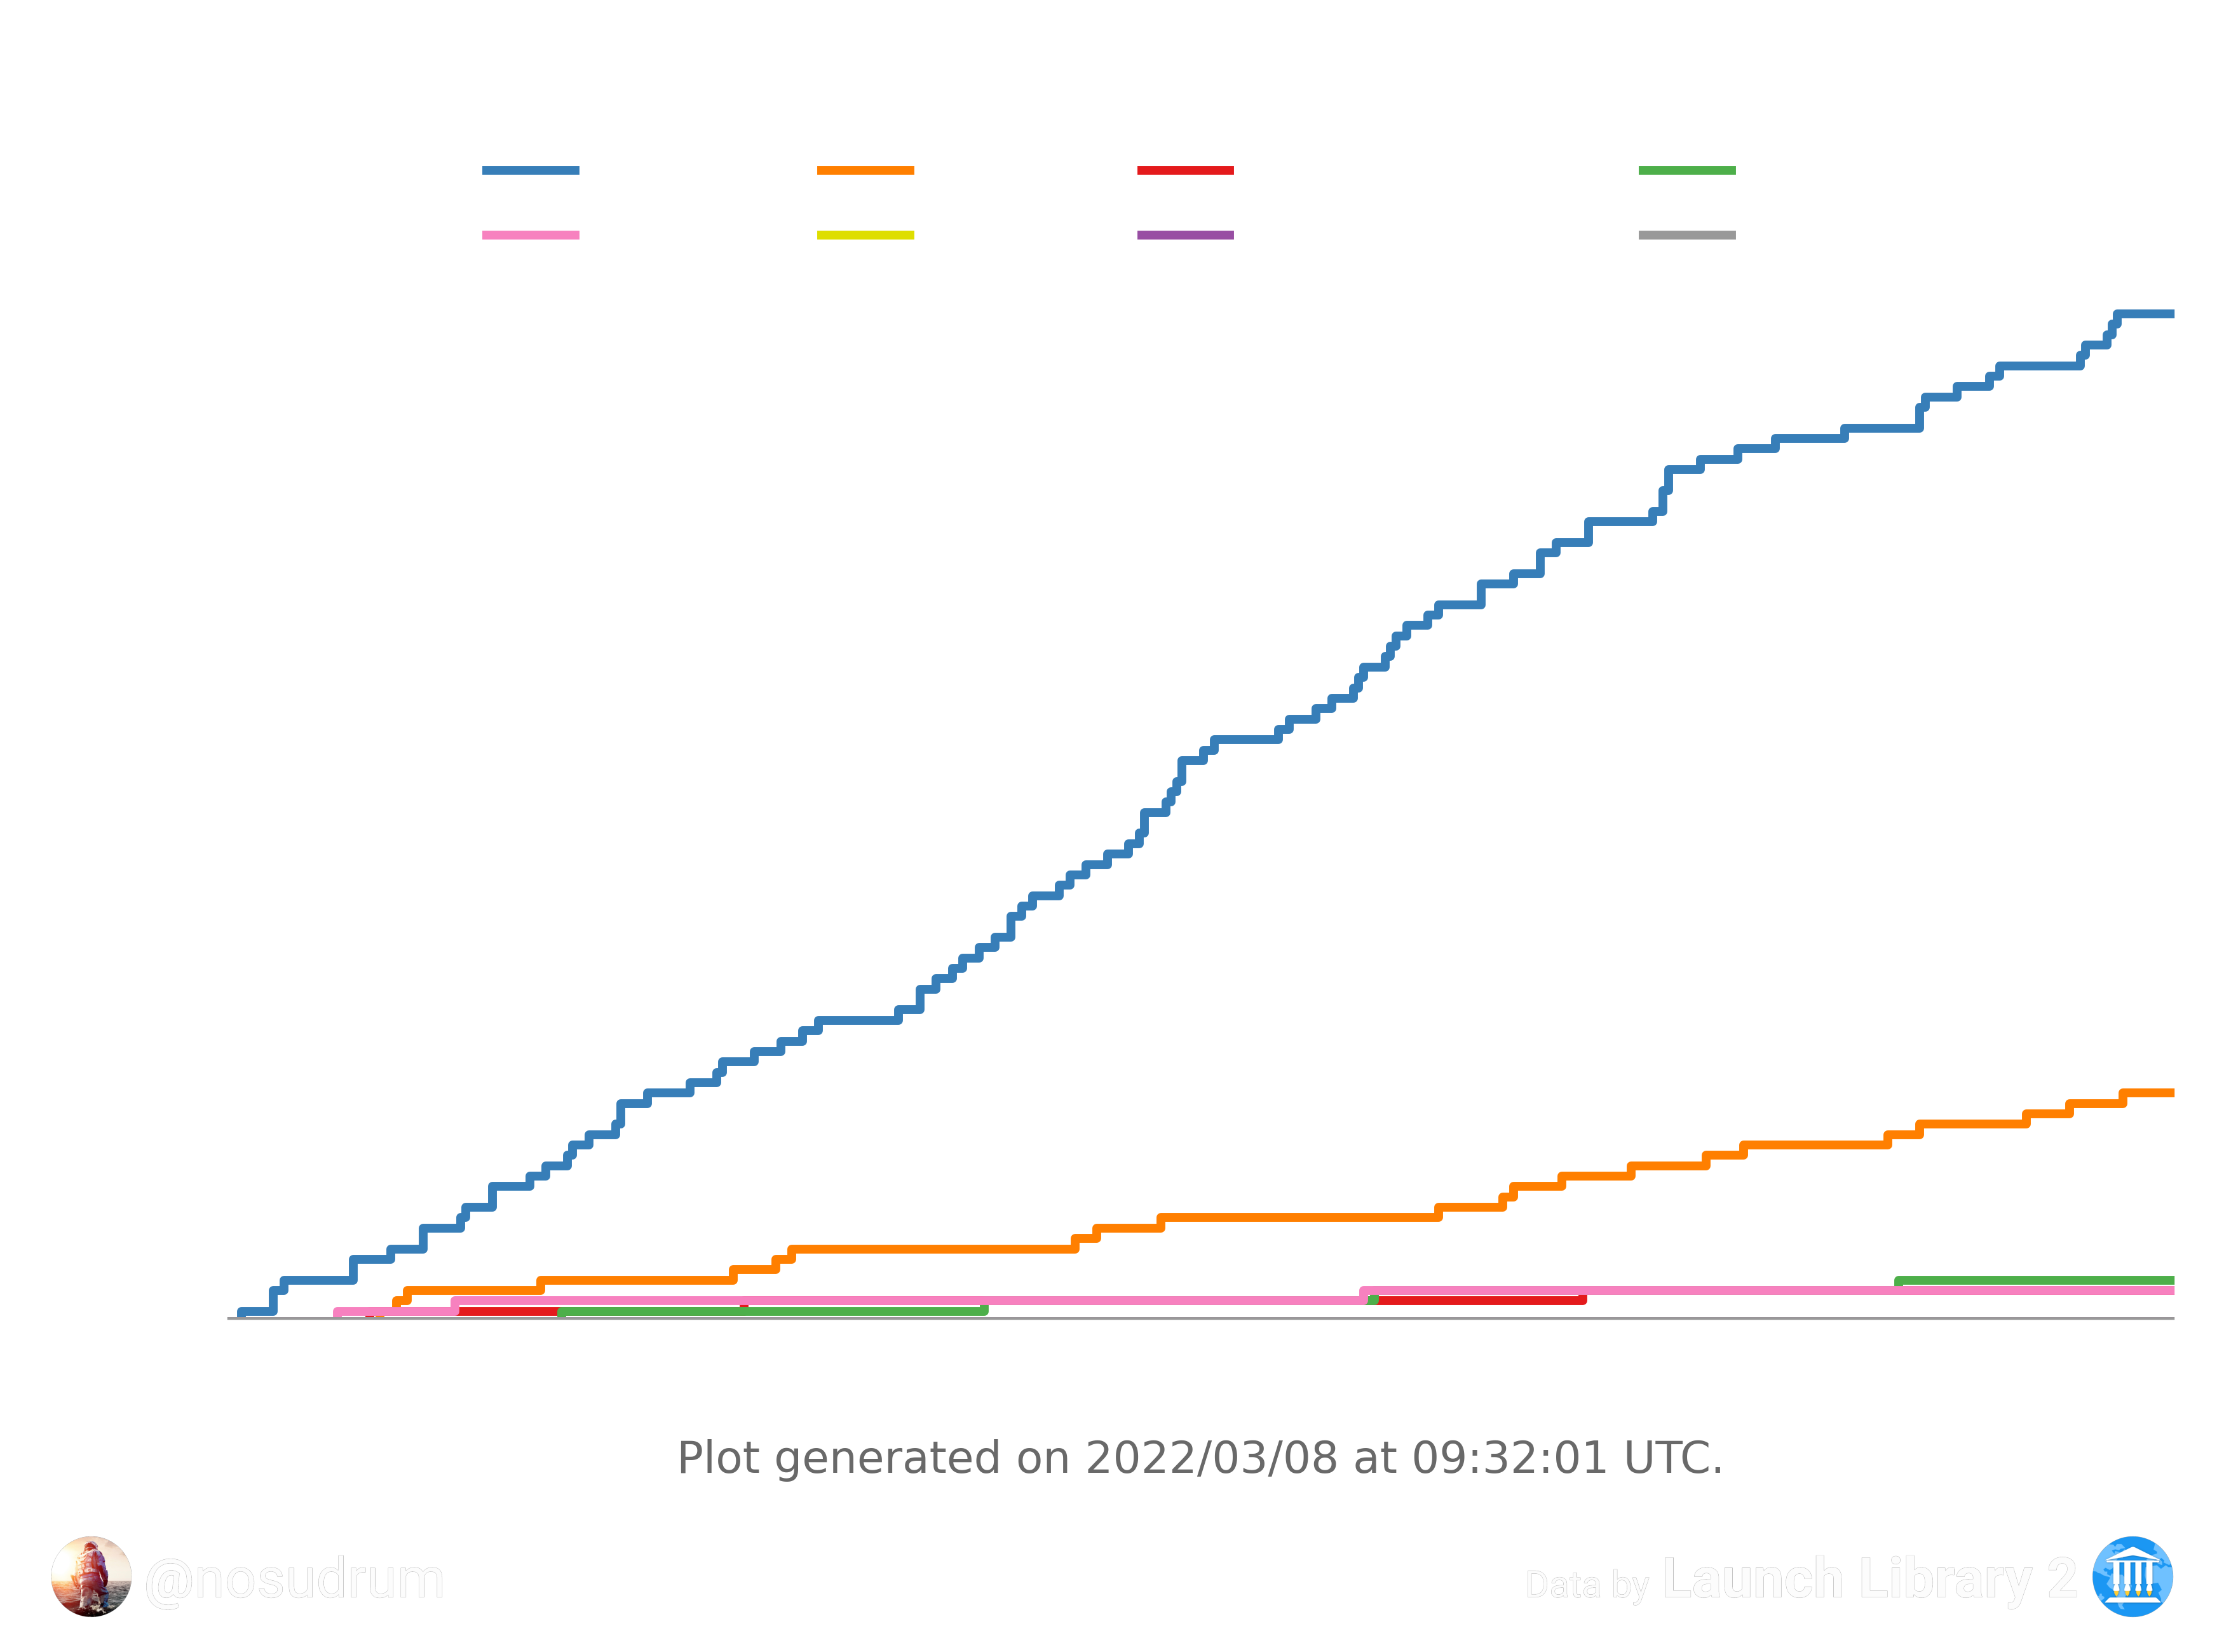 Plot generated on 2022/03/08 at 09:32:01 UTC.
@nosudrum
Data by Launch Library 2